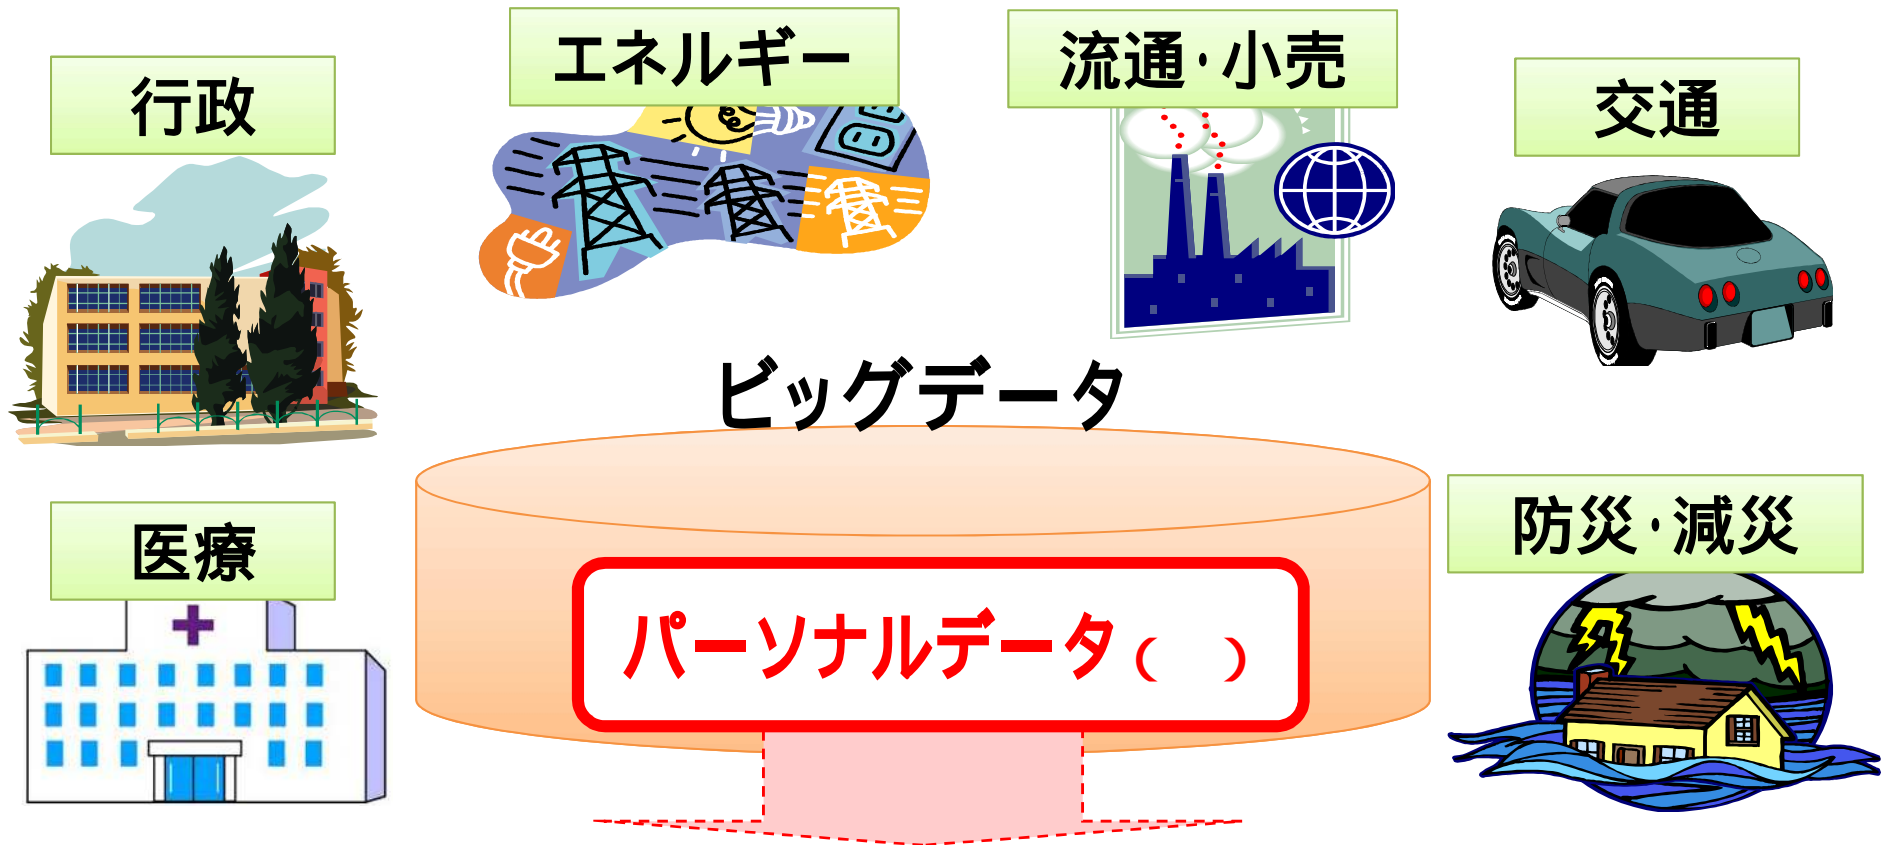 行政
エネルギー
流通・小売
交通
ビッグデータ
医療
防災・減災
パーソナルデータ(　)